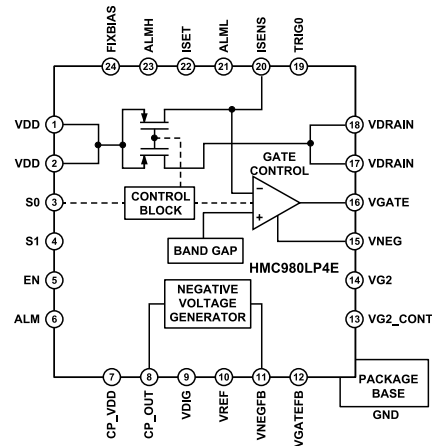 FIXBIAS
ALMH
ISET
ALML
ISENS
TRIG0
24
23
22
21
20
19
VDD
1
18
VDRAIN
VDD
2
17
VDRAIN
GATE
CONTROL
S0
3
CONTROL
BLOCK
–
+
16
VGATE
S1
4
BAND GAP
15
VNEG
HMC980LP4E
EN
5
NEGATIVE
VOLTAGE
GENERATOR
14
VG2
ALM
6
13
VG2_CONT
7
8
9
10
11
12
CP_VDD
CP_OUT
VDIG
VREF
VNEGFB
VGATEFB
PACKAGE
BASE
GND